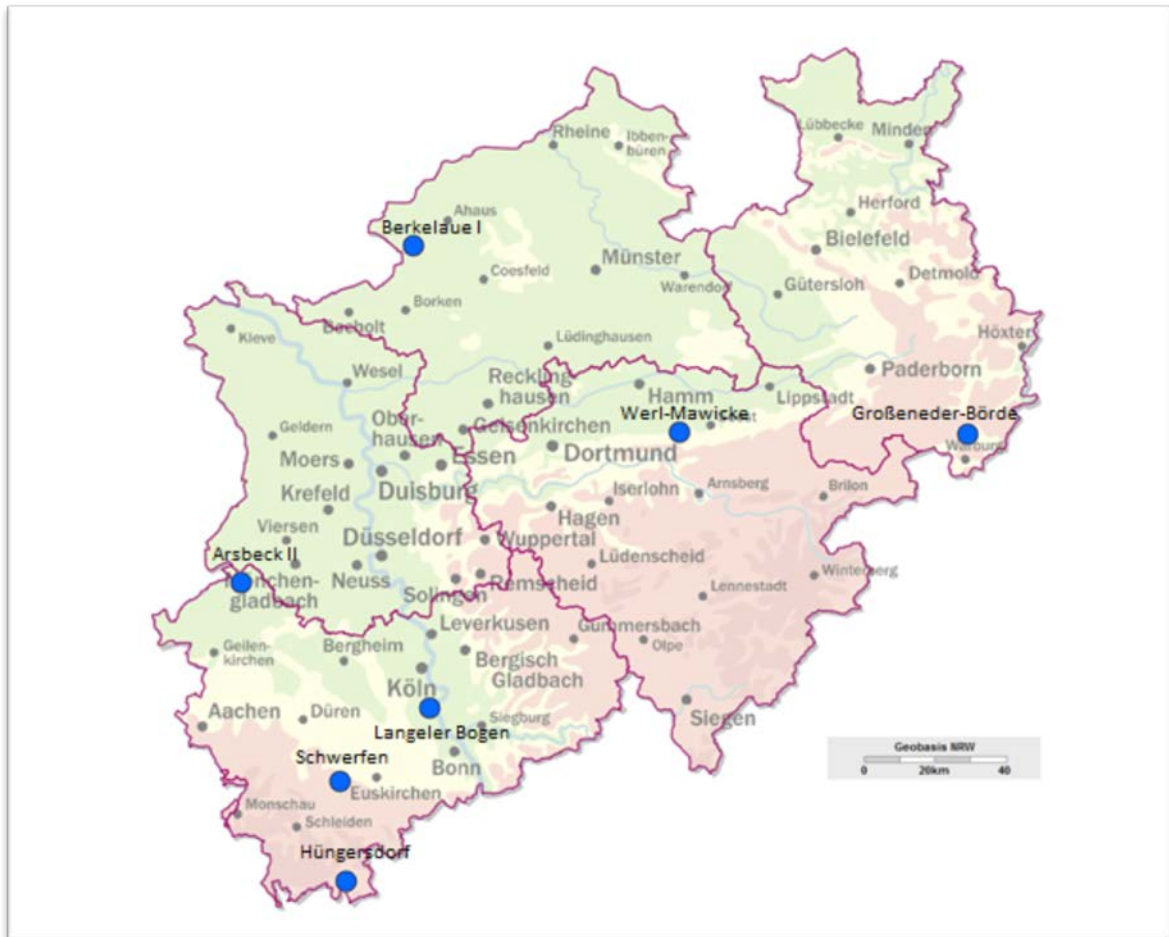 Rheine
Ibben-
büren
Lübbecke
Minden
Ahaus
Berkelaue I
Herford
Bielefeld
Münster
Coesfeld
Warendorf
Detmold
Gütersloh
Borken
Bocholt
Kleve
Lüdinghausen
Höxter
Wesel
Reckling
hausen
Paderborn
Hamm
Lippstadt
Werl-Mawicke
Großeneder-Börde
Soest
Geldern
Ober-
hausen
Gelsenkirchen
Warburg
Moers
Essen
Dortmund
Duisburg
Krefeld
Iserlohn
Arnsberg
Brilon
Hagen
Viersen
Düsseldorf
Wuppertal
Arsbeck II
Lüdenscheid
Winterberg
Mönchen-
gladbach
Neuss
Solingen
Remscheid
Lennestadt
Leverkusen
Gummersbach
Olpe
Geilen-
kirchen
Bergheim
Bergisch
Gladbach
Köln
Aachen
Düren
Siegburg
Siegen
Langeler Bogen
Schwerfen
Bonn
Geobasis NRW
0 20km 40
Euskirchen
Monschau
Schleiden
Hüngersdorf